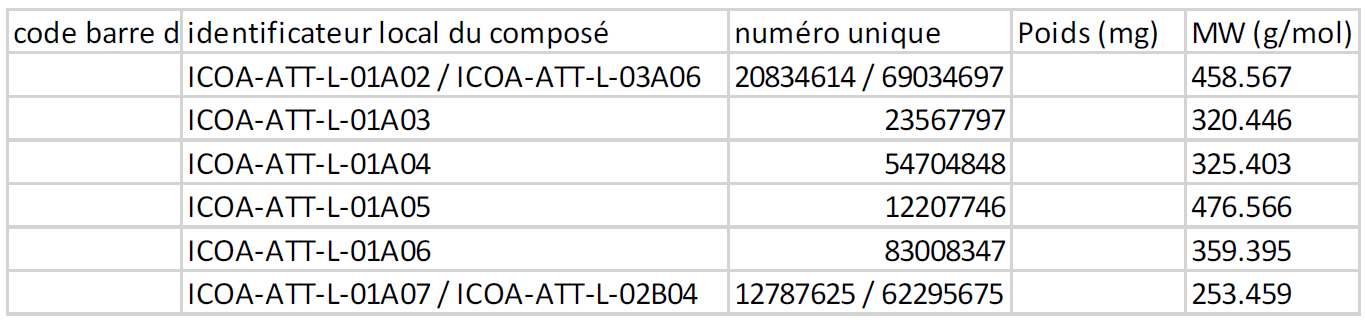 code barre d identificateur local du composé numéro unique Poids (mg) MW (g/mol)
ICOA-ATT-L-01A02 / ICOA-ATT-L-03A06 20834614 / 69034697 458.567
ICOA-ATT-L-01A03 23567797 320.446
ICOA-ATT-L-01A04 54704848 325.403
ICOA-ATT-L-01A05 12207746 476.566
ICOA-ATT-L-01A06 83008347 359.395
ICOA-ATT-L-01A07 / ICOA-ATT-L-02B04 12787625 / 62295675 253.459